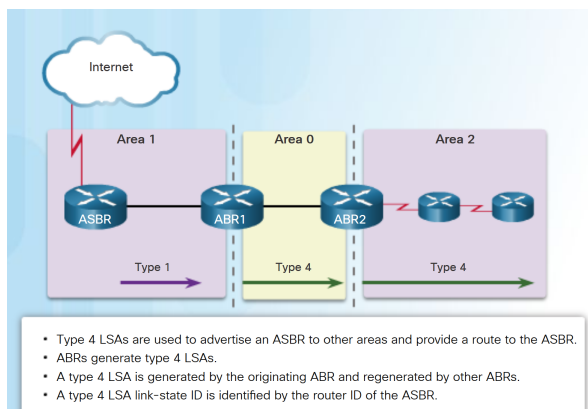 Internet
Area 1
Area 0
Area 2
ASBR
ABR1
ABR2
Type 1
Type 4
Type 4
• Type 4 LSAs are used to advertise an ASBR to other areas and provide a route to the ASBR.
• ABRs generate type 4 LSAs.
• A type 4 LSA is generated by the originating ABR and regenerated by other ABRs.
• A type 4 LSA link-state ID is identified by the router ID of the ASBR.